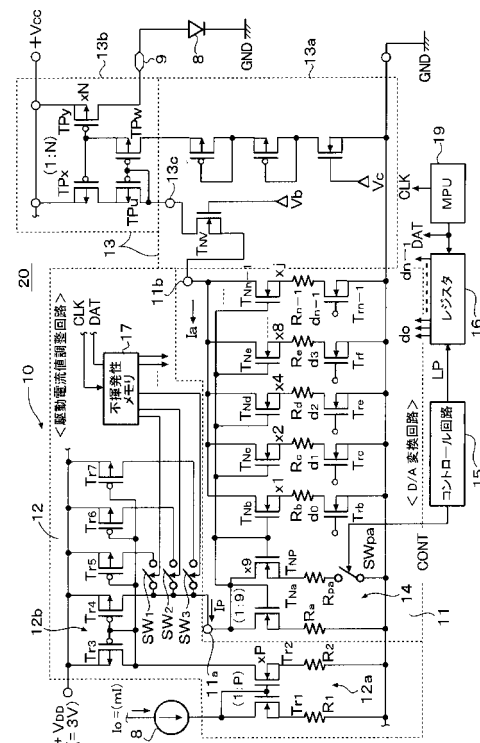 20
10
<駆動電流値調整回路>
12
+VDD
(=3V)
Io=(mI)
8
Tr3
Tr4
Tr5
Tr6
Tr7
12b
SW1
SW2
SW3
不揮発性
メモリ
17
CLK
DAT
13
13b
+Vcc
TPx
TPy
(1:N)
xN
TPu
TPw
9
8
GND
13c
TNV
Vb
Vc
13a
GND
11b
Ia
11a
Ip
(1:P)
xP
Tr1
Tr2
R1
R2
12a
(1:9)
x9
TNa
TNP
Ra
Rpa
SWpa
14
11
TNb
x1
Rb
d0
Trb
TNc
x2
Rc
d1
Trc
TNd
x4
Rd
d2
Tre
TNe
x8
Re
d3
Trf
TNn-1
xj
Rn-1
dn-1
Trn-1
<D/A 変換回路>
CONT
コントロール回路
15
LP
レジスタ
16
do
dn-1
DAT
CLK
MPU
19